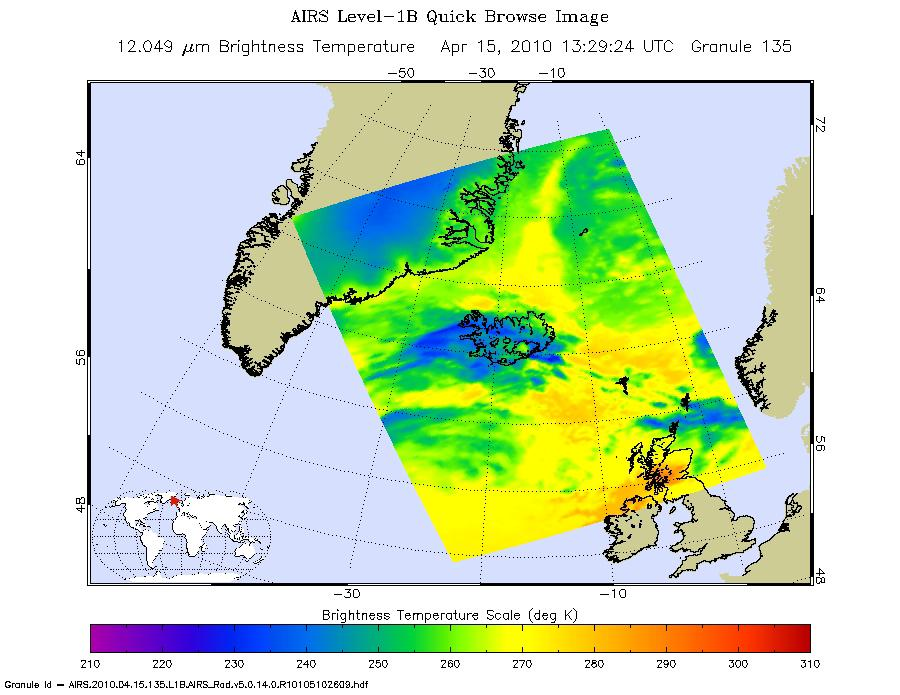 AIRS Level-1B Quick Browse Image
12.049 μm Brightness Temperature Apr 15, 2010 13:29:24 UTC Granule 135
-50 -30 -10
72
64
64
56
56
48
48
-30 -10
Brightness Temperature Scale (deg K)
210 220 230 240 250 260 270 280 290 300 310
Granule Id - AIRS.2010.04.15.135.L1B.AIRS_Rad.v5.0.14.0.R10105102609.hdf